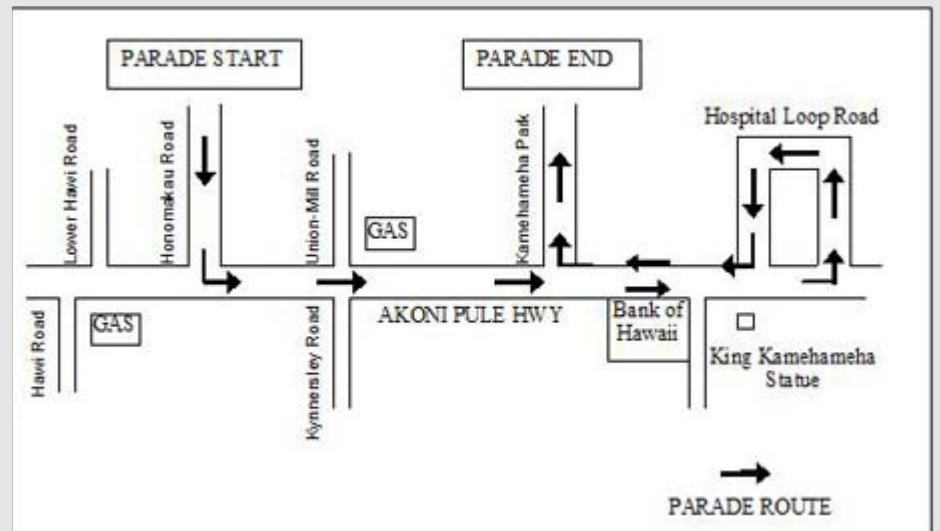 PARADE START
PARADE END
Hospital Loop Road
Lower Hawi Road
Honomakau Road
Union-Mill Road
GAS
Kamehameha Park
Hawi Road
GAS
Kynnersley Road
AKONI PULE HWY
Bank of
Hawaii
King Kamehameha
Statue
PARADE ROUTE